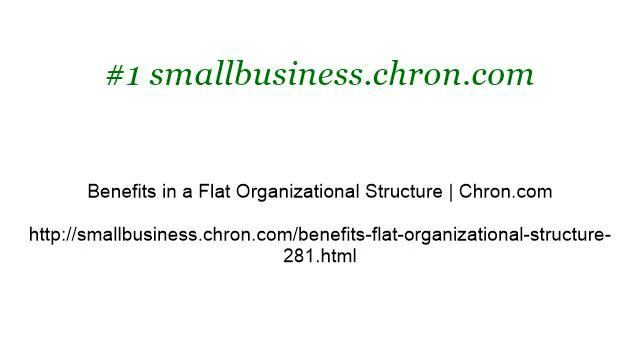 #1 smallbusiness.chron.com
Benefits in a Flat Organizational Structure | Chron.com
http://smallbusiness.chron.com/benefits-flat-organizational-structure-
281.html